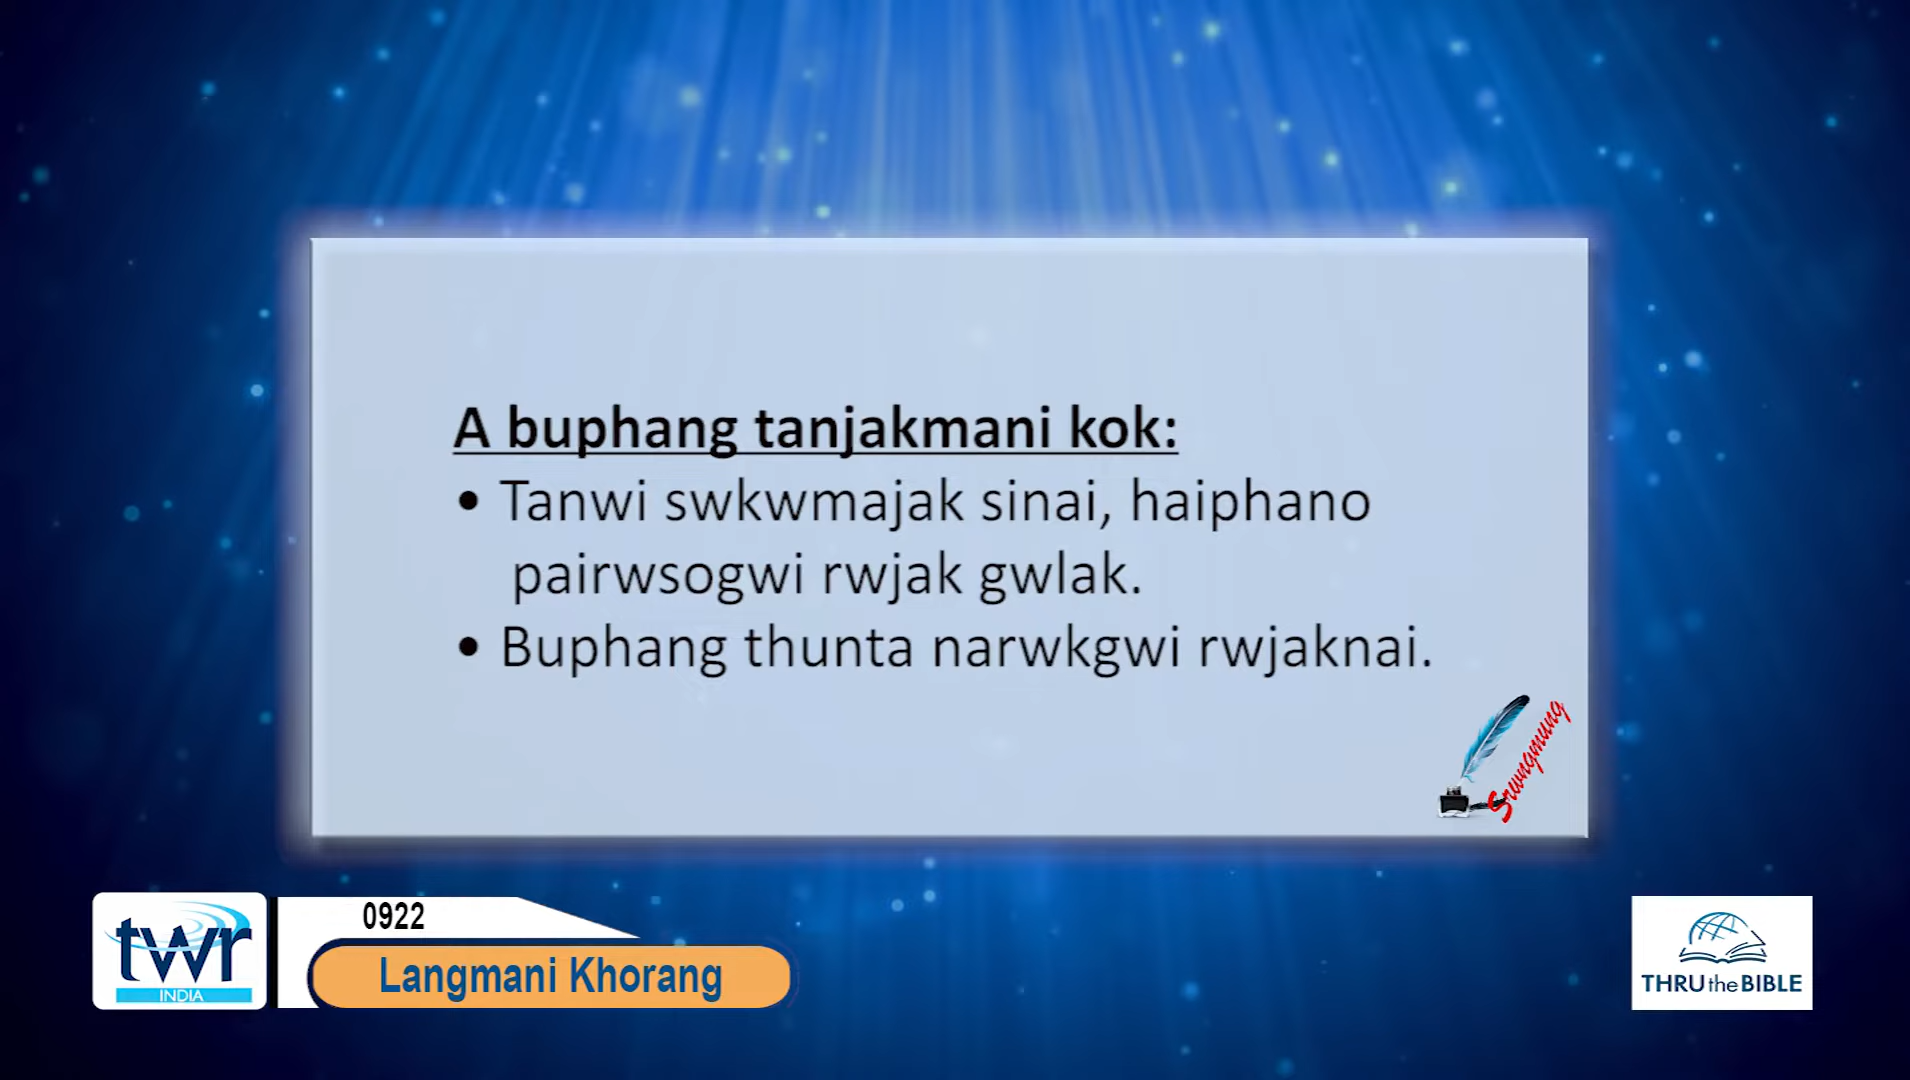 A buphang tanjakmani kok:
• Tanwi swkwmajak sinai, haiphano
pairwsogwi rwjak gwlak.
• Buphang thunta narwkgwi rwjaknai.
Srwngmung
0922
twr
INDIA
Langmani Khorang
THRU the BIBLE